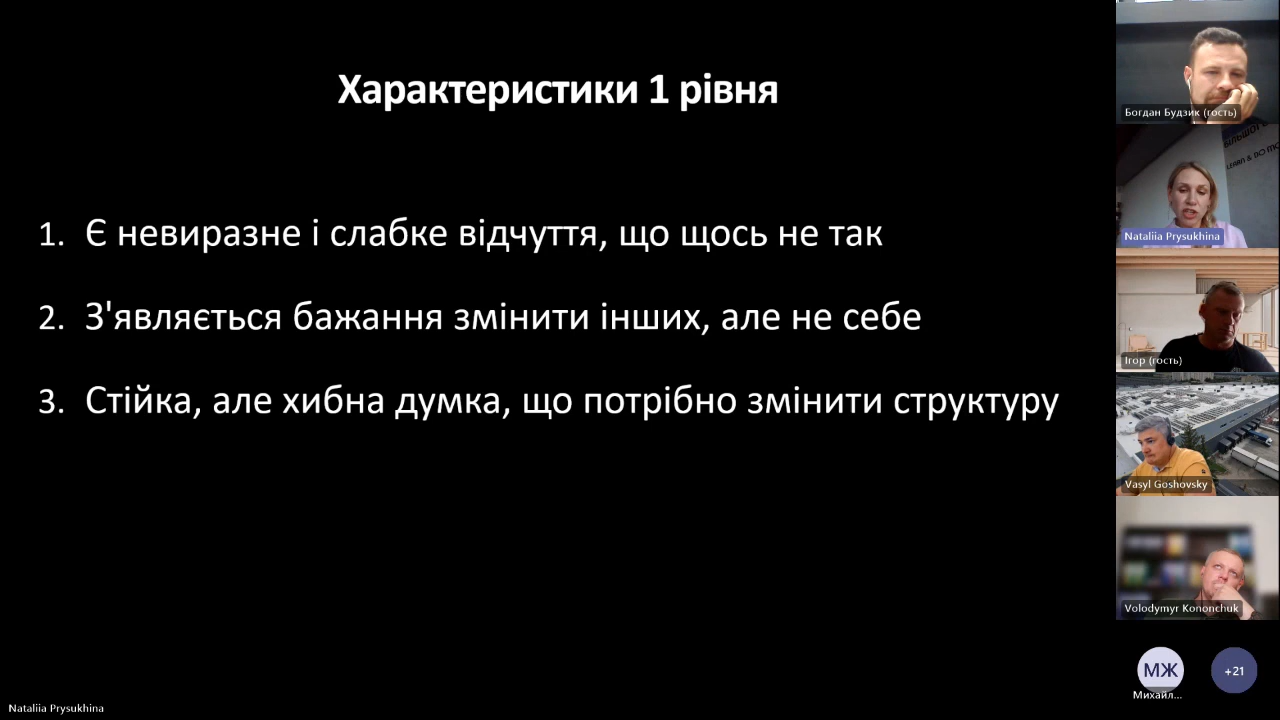 Характеристики 1 рівня
1. Є невиразне і слабке відчуття, що щось не так
2. З'являється бажання змінити інших, але не себе
3. Стійка, але хибна думка, що потрібно змінити структуру
Nataliia Prysukhina
Богдан Будзик (гость)
Nataliia Prysukhina
Ігор (гость)
Vasyl Goshovsky
Volodymyr Kononchuk
МЖ
Михайл...
+21